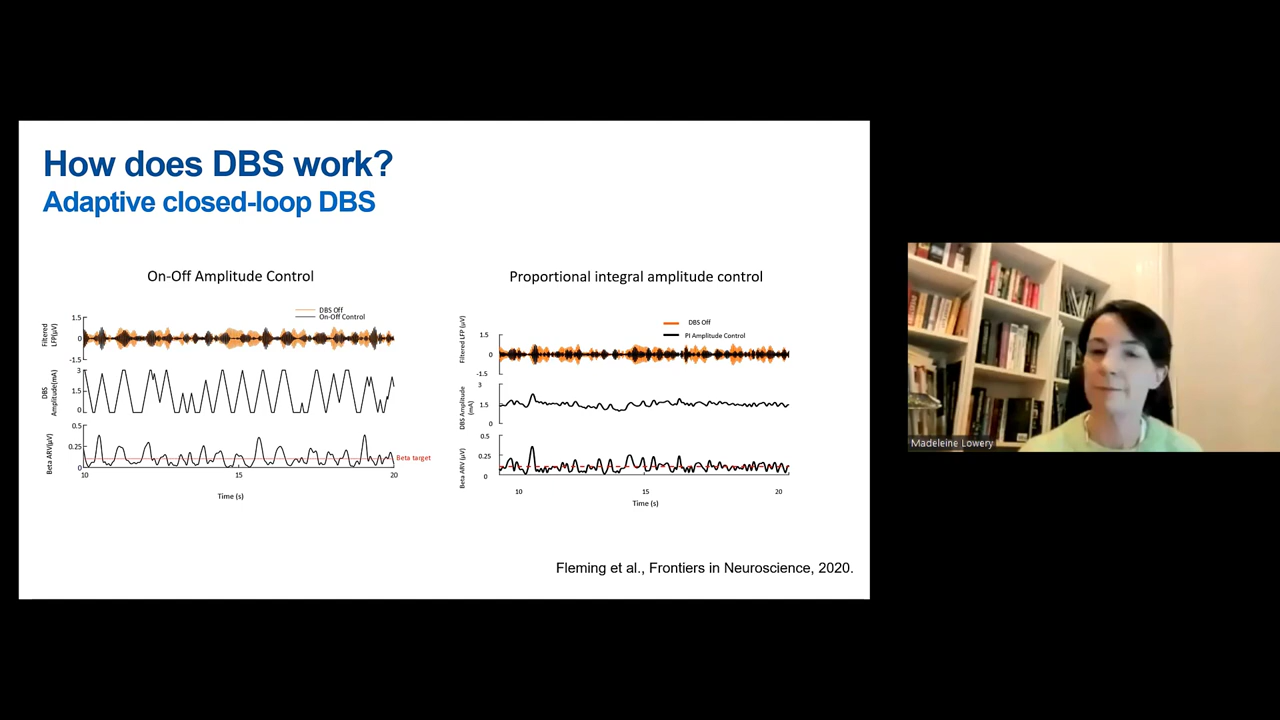 How does DBS work?
Adaptive closed-loop DBS
On-Off Amplitude Control
DBS Off
On-Off Control
1.5
0
-1.5
Filtered
LFP(μV)
3
1.5
0
DBS
Amplitude(mA)
0.5
0.25
0
Beta ARV(μV)
Beta target
10
15
20
Time (s)
Proportional integral amplitude control
DBS Off
PI Amplitude Control
1.5
0
-1.5
Filtered LFP (μV)
3
1.5
0
DBS Amplitude
(mA)
0.5
0.25
0
Beta ARV (μV)
10
15
20
Time (s)
Fleming et al., Frontiers in Neuroscience, 2020.
Madeleine Lowery